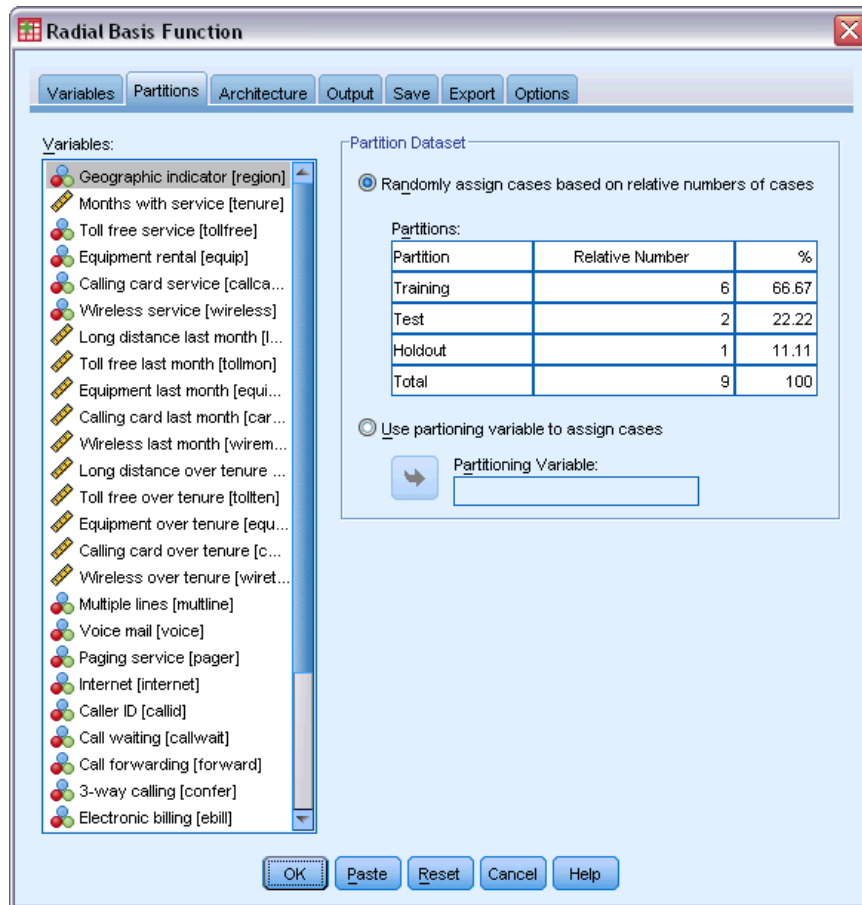 Radial Basis Function
Variables Partitions Architecture Output Save Export Options
Variables:
Geographic indicator [region]
Months with service [tenure]
Toll free service [tollfree]
Equipment rental [equip]
Calling card service [callca...
Wireless service [wireless]
Long distance last month [l...
Toll free last month [tollmon]
Equipment last month [equi...
Calling card last month [car...
Wireless last month [wirem...
Long distance over tenure ...
Toll free over tenure [tollten]
Equipment over tenure [equ...
Calling card over tenure [c...
Wireless over tenure [wiret...
Multiple lines [multline]
Voice mail [voice]
Paging service [pager]
Internet [internet]
Caller ID [callid]
Call waiting [callwait]
Call forwarding [forward]
3-way calling [confer]
Electronic billing [ebill]
Partition Dataset
Randomly assign cases based on relative numbers of cases
Partitions:
Partition Relative Number %
Training 6 66.67
Test 2 22.22
Holdout 1 11.11
Total 9 100
Use partioning variable to assign cases
Partitioning Variable:
OK Paste Reset Cancel Help